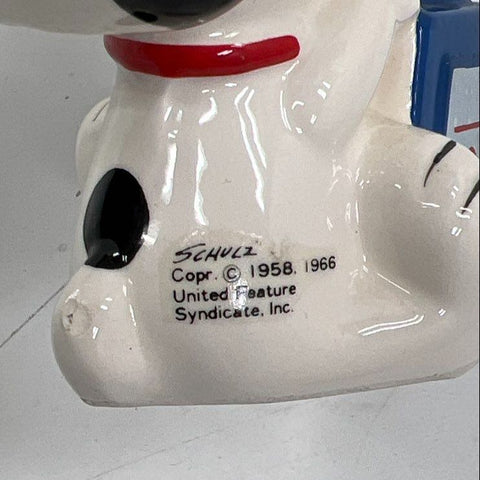 SCHULZ
Copr. © 1958, 1966
United Feature
Syndicate, Inc.